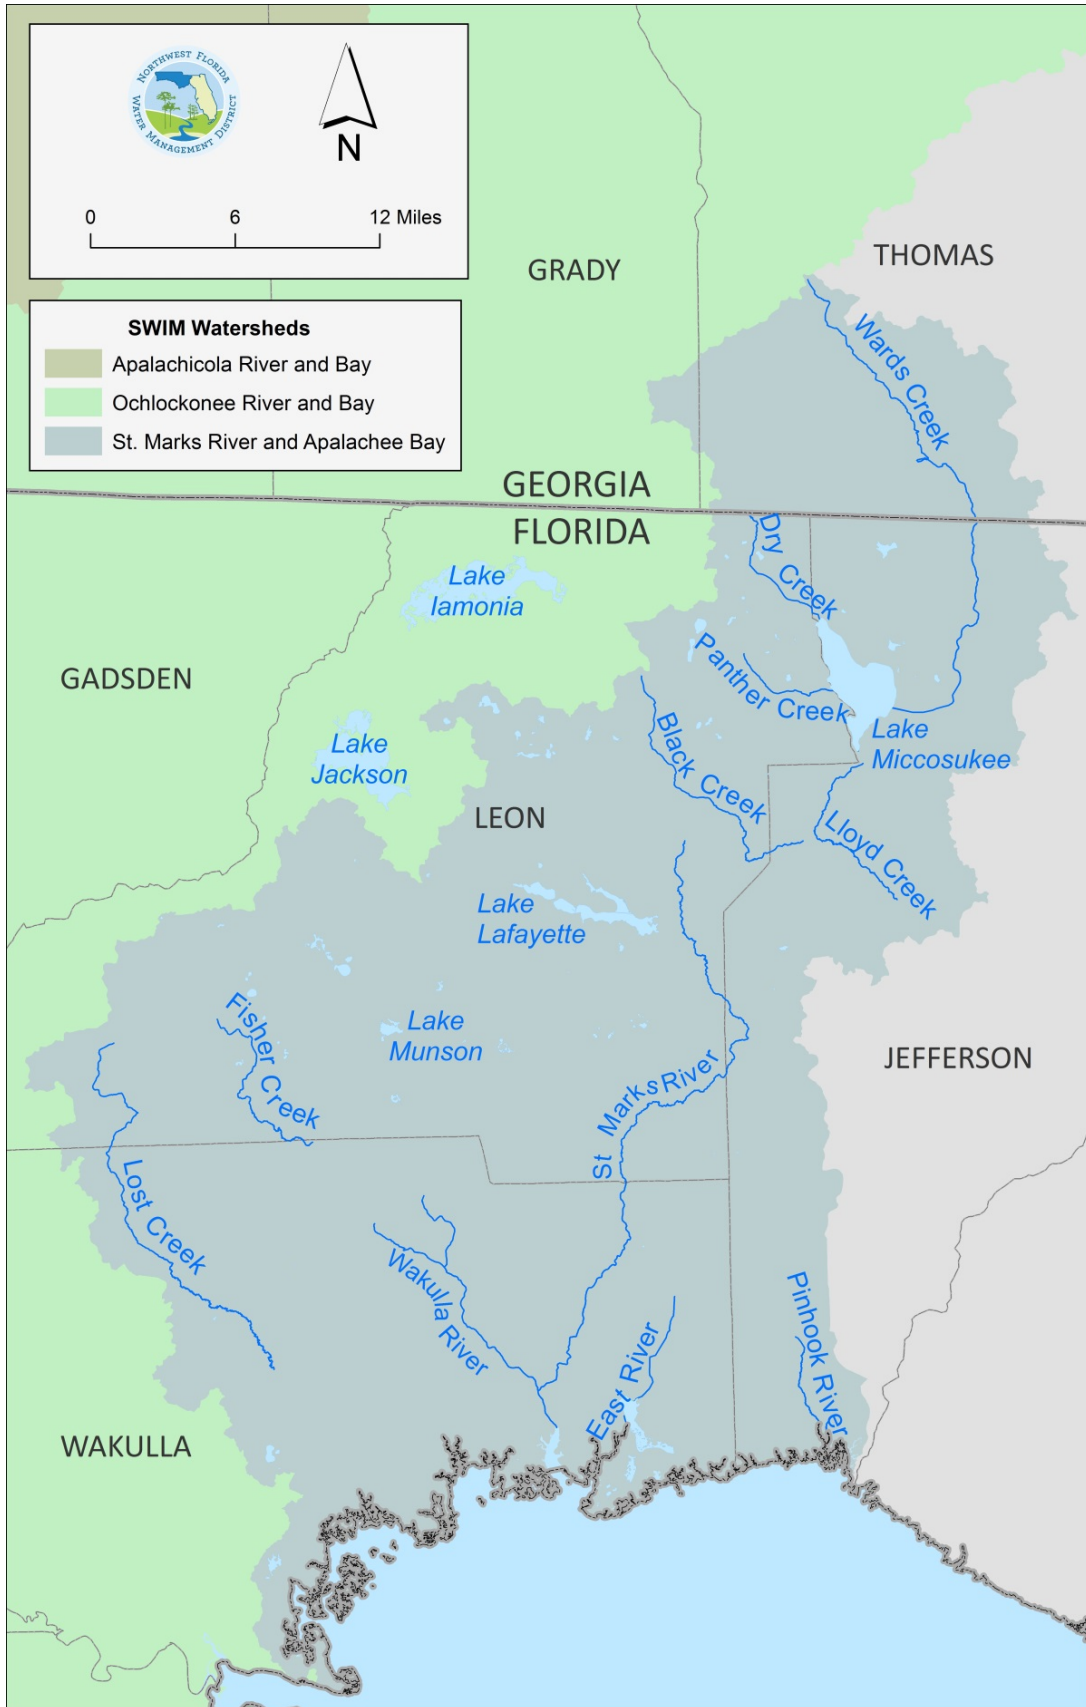 NORTHWEST FLORIDA
WATER MANAGEMENT DISTRICT
N
0 6 12 Miles
SWIM Watersheds
Apalachicola River and Bay
Ochlockonee River and Bay
St. Marks River and Apalachee Bay
THOMAS
GRADY
Wards Creek
GEORGIA
FLORIDA
Dry Creek
Lake
Iamonia
GADSDEN
Panther Creek
Lake
Miccosukee
Lake
Jackson
Black Creek
LEON
Lloyd Creek
Lake
Lafayette
Fisher Creek
Lake
Munson
JEFFERSON
St Marks River
Lost Creek
Wakulla River
East River
Pinhook River
WAKULLA